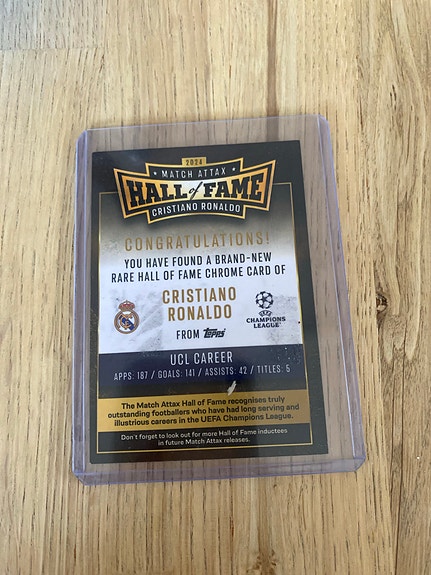 2024
MATCH ATTAX
HALL of FAME
CRISTIANO RONALDO
CONGRATULATIONS!
YOU HAVE FOUND A BRAND-NEW
RARE HALL OF FAME CHROME CARD OF
CRISTIANO
RONALDO
FROM Topps
UEFA
CHAMPIONS
LEAGUE
UCL CAREER
APPS: 187 / GOALS: 141 / ASSISTS: 42 / TITLES: 5
The Match Attax Hall of Fame recognises truly
outstanding footballers who have had long serving and
illustrious careers in the UEFA Champions League.
Don't forget to look out for more Hall of Fame inductees
in future Match Attax releases.